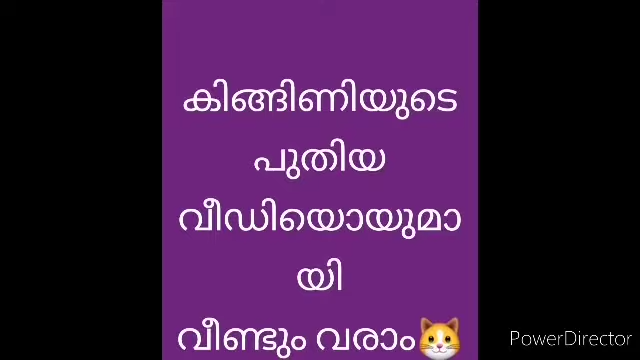 കിങ്ങിണിയുടെ
പുതിയ
വീഡിയൊയുമാ
യി
വീണ്ടും വരാം🐱
PowerDirector